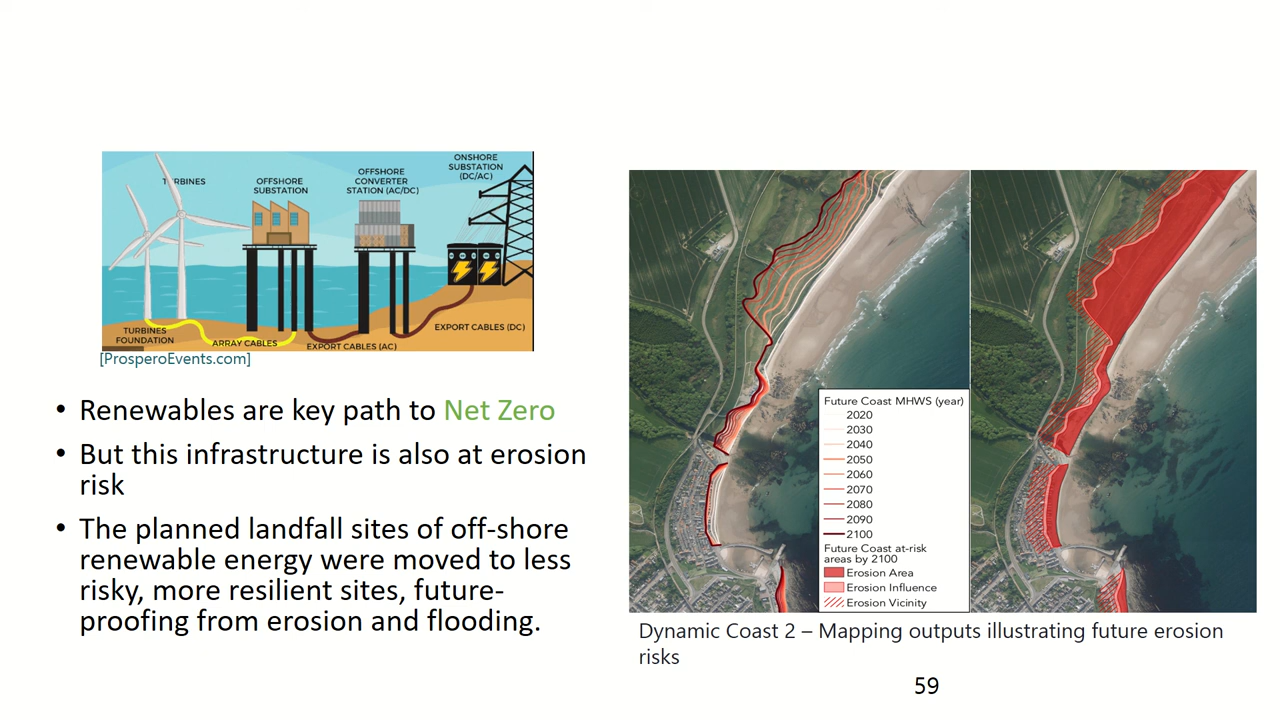 TURBINES
OFFSHORE
SUBSTATION
OFFSHORE
CONVERTER
STATION (AC/DC)
ONSHORE
SUBSTATION
(DC/AC)
TURBINES
FOUNDATION
ARRAY CABLES
EXPORT CABLES (AC)
EXPORT CABLES (DC)
[ProsperoEvents.com]
• Renewables are key path to Net Zero
• But this infrastructure is also at erosion
risk
• The planned landfall sites of off-shore
renewable energy were moved to less
risky, more resilient sites, future-
proofing from erosion and flooding.
Future Coast MHWS (year)
2020
2030
2040
2050
2060
2070
2080
2090
2100
Future Coast at-risk
areas by 2100
Erosion Area
Erosion Influence
Erosion Vicinity
Dynamic Coast 2 – Mapping outputs illustrating future erosion
risks
59